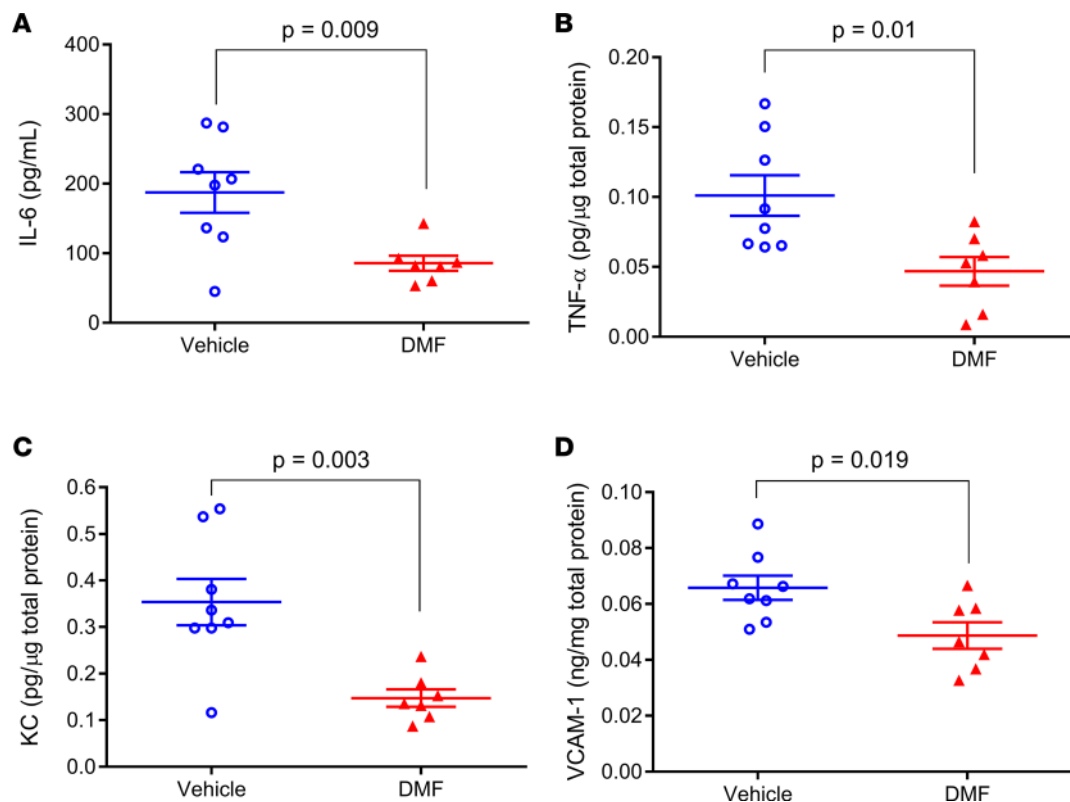 A
p = 0.009
IL-6 (pg/mL)
400
300
200
100
0
Vehicle
DMF
B
p = 0.01
TNF-α (pg/μg total protein)
0.20
0.15
0.10
0.05
0.00
Vehicle
DMF
C
p = 0.003
KC (pg/μg total protein)
0.6
0.5
0.4
0.3
0.2
0.1
0.0
Vehicle
DMF
D
p = 0.019
VCAM-1 (ng/mg total protein)
0.10
0.08
0.06
0.04
0.02
0.00
Vehicle
DMF